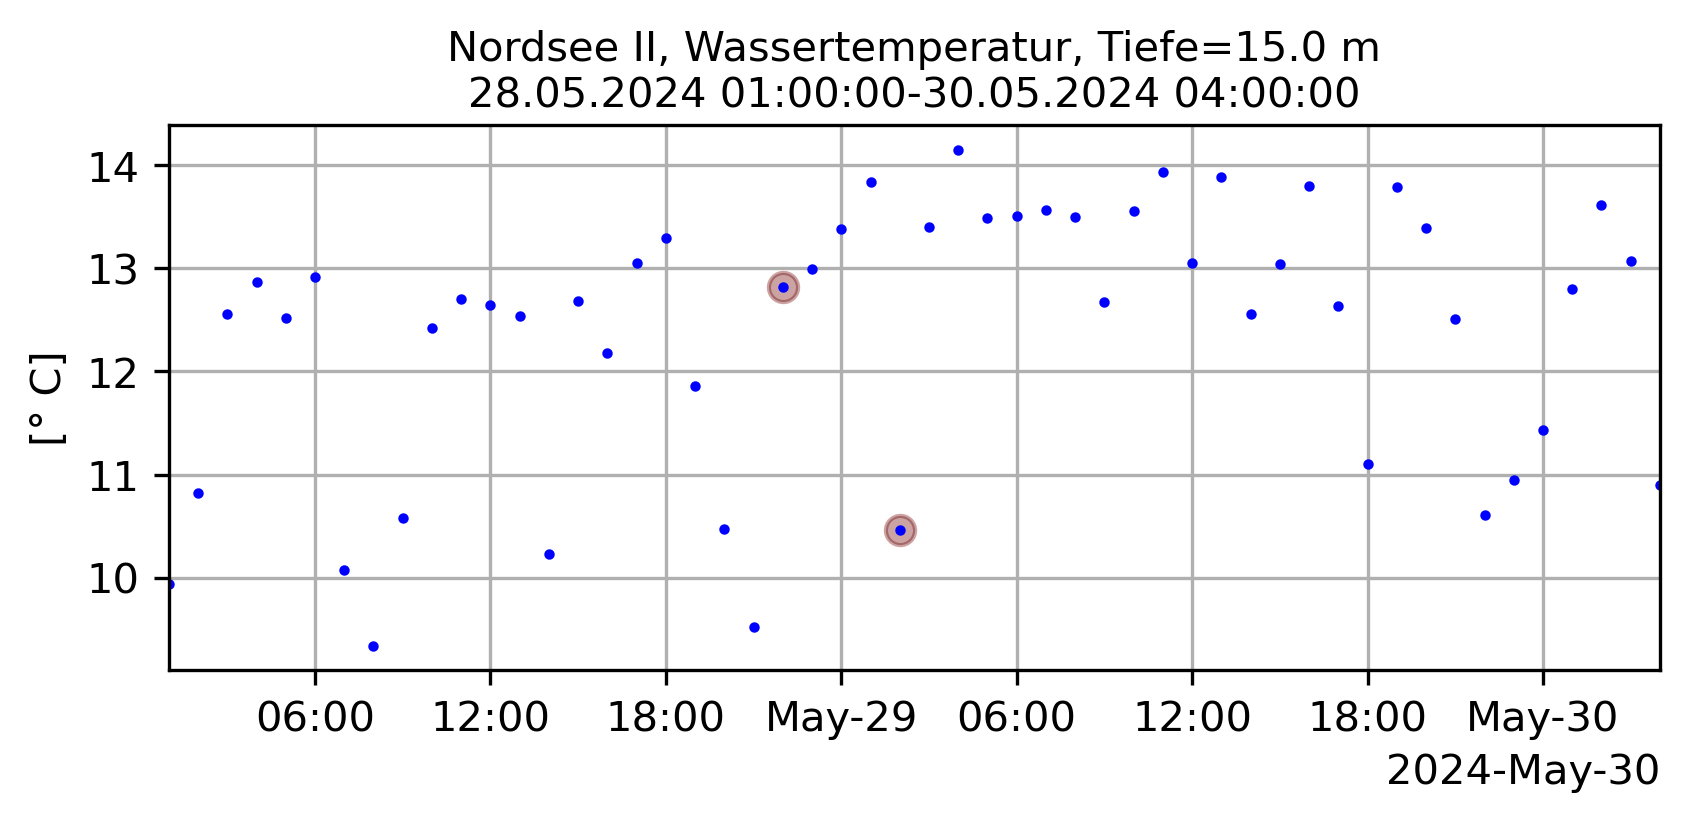 Nordsee II, Wassertemperatur, Tiefe=15.0 m
28.05.2024 01:00:00-30.05.2024 04:00:00
14
13
12
11
10
[° C]
06:00 12:00 18:00 May-29 06:00 12:00 18:00 May-30
2024-May-30